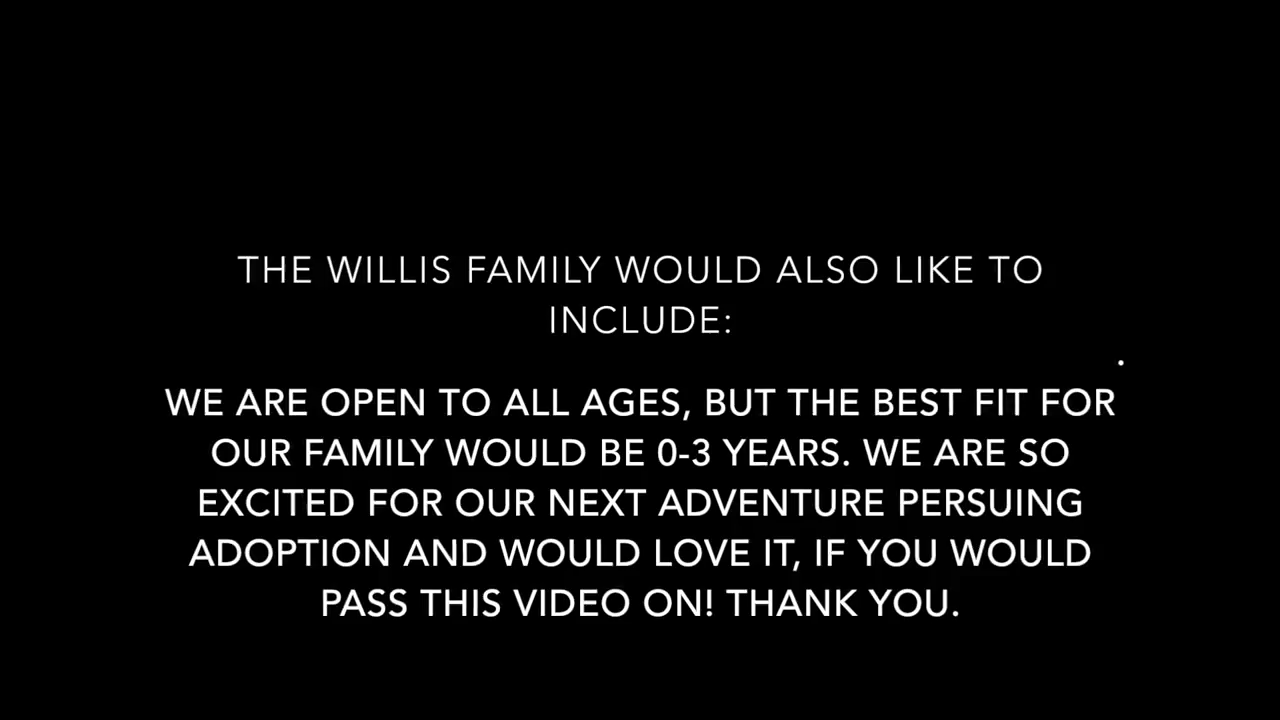 THE WILLIS FAMILY WOULD ALSO LIKE TO
INCLUDE:
.
WE ARE OPEN TO ALL AGES, BUT THE BEST FIT FOR
OUR FAMILY WOULD BE 0-3 YEARS. WE ARE SO
EXCITED FOR OUR NEXT ADVENTURE PERSUING
ADOPTION AND WOULD LOVE IT, IF YOU WOULD
PASS THIS VIDEO ON! THANK YOU.